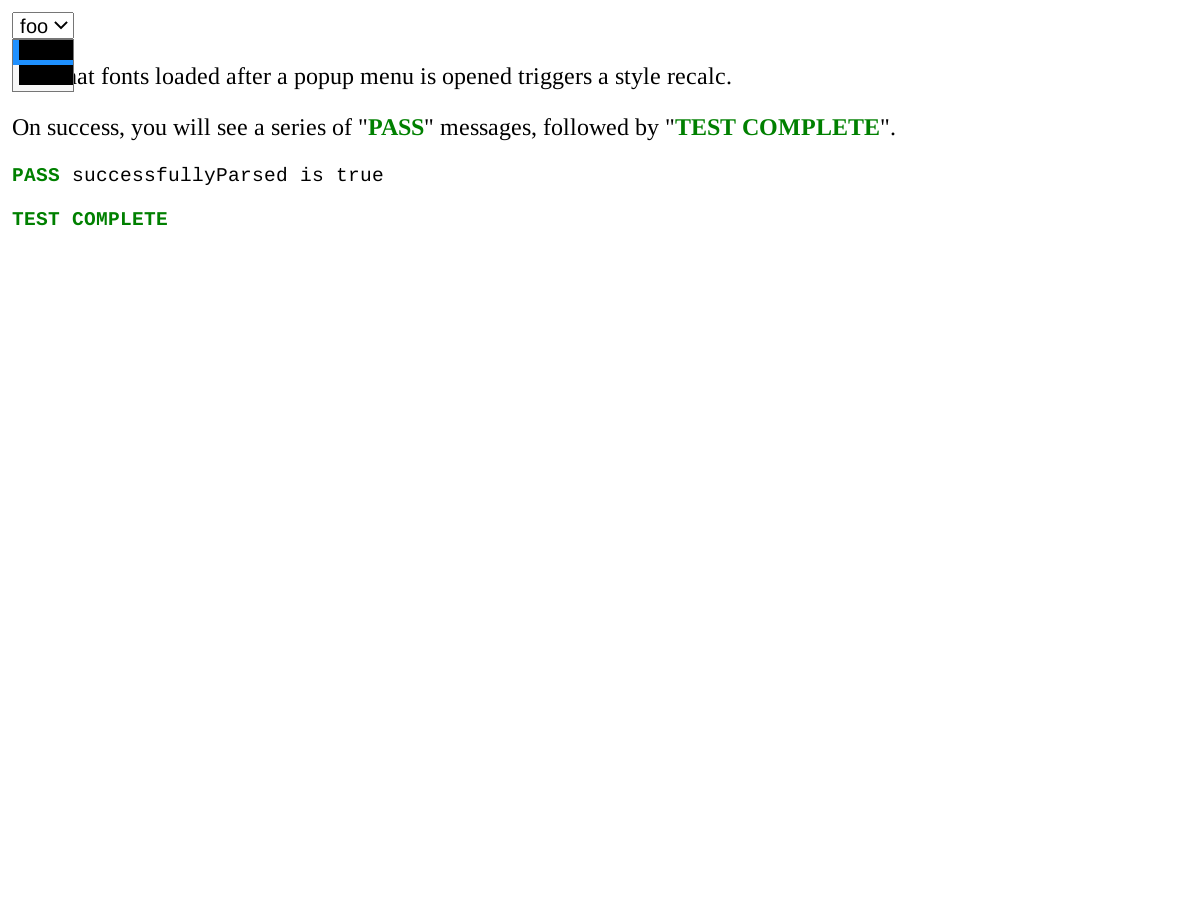 foo
at fonts loaded after a popup menu is opened triggers a style recalc.
On success, you will see a series of "PASS" messages, followed by "TEST COMPLETE".
PASS successfullyParsed is true
TEST COMPLETE